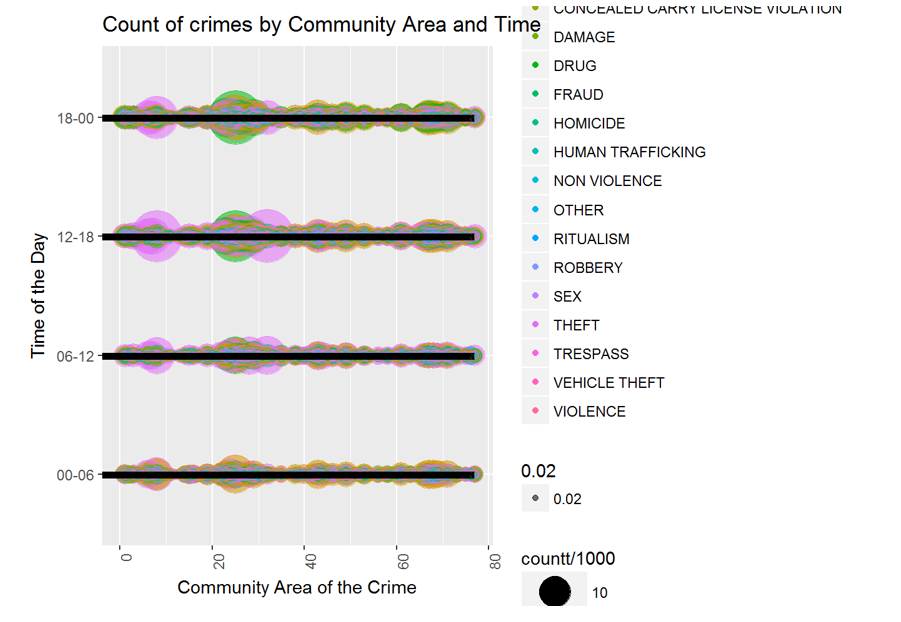 Count of crimes by Community Area and Time
CONCEALED CARRY LICENSE VIOLATION
DAMAGE
DRUG
FRAUD
HOMICIDE
HUMAN TRAFFICKING
NON VIOLENCE
OTHER
RITUALISM
ROBBERY
SEX
THEFT
TRESPASS
VEHICLE THEFT
VIOLENCE
0.02
0.02
countt/1000
10
Time of the Day
18-00
12-18
06-12
00-06
0
20
40
60
80
Community Area of the Crime